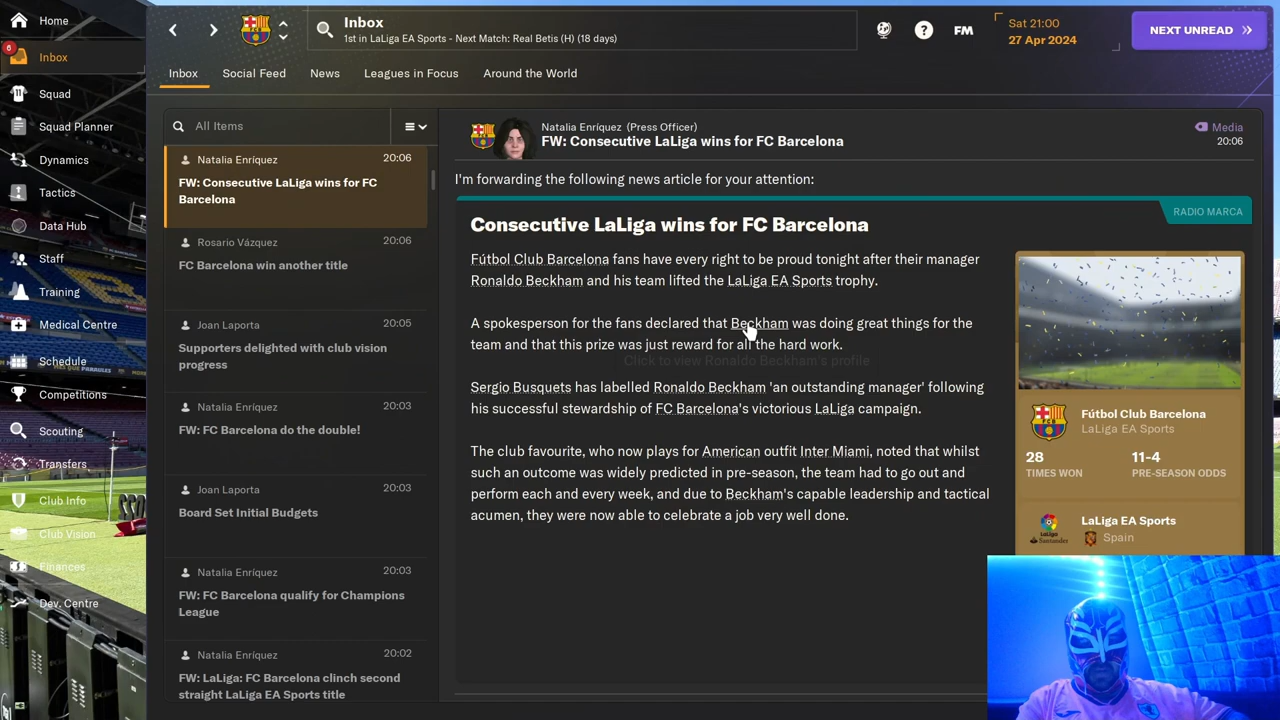 Home
6
Inbox
Squad
Squad Planner
Dynamics
Tactics
Data Hub
Staff
Training
Medical Centre
Schedule
Competitions
Scouting
Transfers
Club Info
Club Vision
Finances
Dev. Centre
Inbox
1st in LaLiga EA Sports - Next Match: Real Betis (H) (18 days)
FM
Sat 21:00
27 Apr 2024
NEXT UNREAD
Inbox Social Feed News Leagues in Focus Around the World
All Items
Natalia Enríquez 20:06
FW: Consecutive LaLiga wins for FC
Barcelona
Rosario Vázquez 20:06
FC Barcelona win another title
Joan Laporta 20:05
Supporters delighted with club vision
progress
Natalia Enríquez 20:03
FW: FC Barcelona do the double!
Joan Laporta 20:03
Board Set Initial Budgets
Natalia Enríquez 20:03
FW: FC Barcelona qualify for Champions
League
Natalia Enríquez 20:02
FW: LaLiga: FC Barcelona clinch second
straight LaLiga EA Sports title
Natalia Enríquez (Press Officer)
FW: Consecutive LaLiga wins for FC Barcelona
Media
20:06
I'm forwarding the following news article for your attention:
RADIO MARCA
Consecutive LaLiga wins for FC Barcelona
Fútbol Club Barcelona fans have every right to be proud tonight after their manager
Ronaldo Beckham and his team lifted the LaLiga EA Sports trophy.
A spokesperson for the fans declared that Beckham was doing great things for the
team and that this prize was just reward for all the hard work.
Click to view Ronaldo Beckham's profile
Sergio Busquets has labelled Ronaldo Beckham 'an outstanding manager' following
his successful stewardship of FC Barcelona's victorious LaLiga campaign.
The club favourite, who now plays for American outfit Inter Miami, noted that whilst
such an outcome was widely predicted in pre-season, the team had to go out and
perform each and every week, and due to Beckham's capable leadership and tactical
acumen, they were now able to celebrate a job very well done.
Fútbol Club Barcelona
LaLiga EA Sports
28 11-4
TIMES WON PRE-SEASON ODDS
LaLiga EA Sports
Spain